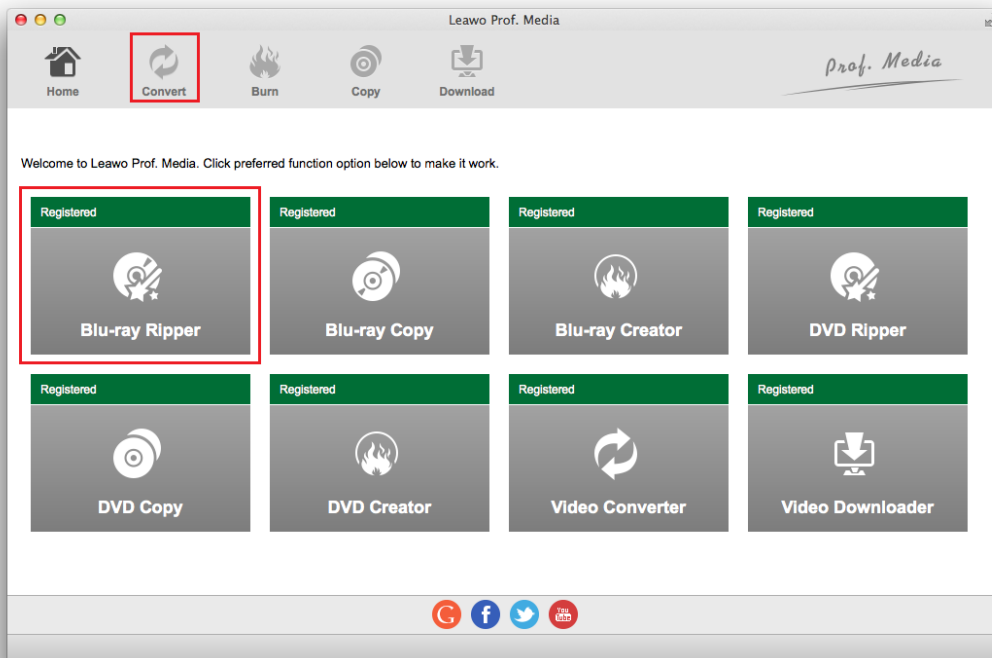 Leawo Prof. Media
Home
Convert
Burn
Copy
Download
Prof. Media
Welcome to Leawo Prof. Media. Click preferred function option below to make it work.
Registered
Registered
Registered
Registered
Blu-ray Ripper
Blu-ray Copy
Blu-ray Creator
DVD Ripper
Registered
Registered
Registered
Registered
DVD Copy
DVD Creator
Video Converter
Video Downloader
G
f
You
Tube